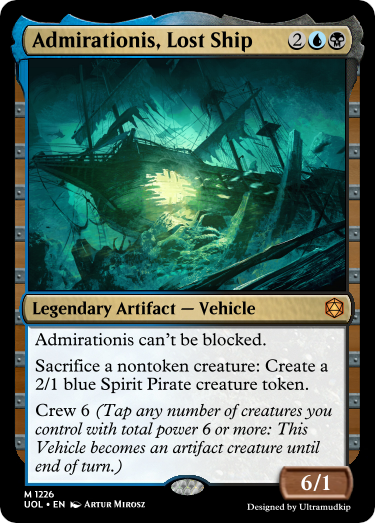 Admirationis, Lost Ship 2
Legendary Artifact — Vehicle
Admirationis can't be blocked.
Sacrifice a nontoken creature: Create a
2/1 blue Spirit Pirate creature token.
Crew 6 (Tap any number of creatures you
control with total power 6 or more: This
Vehicle becomes an artifact creature until
end of turn.)
6/1
M 1226
UOL • EN Artur Mirosz
Designed by Ultramudkip